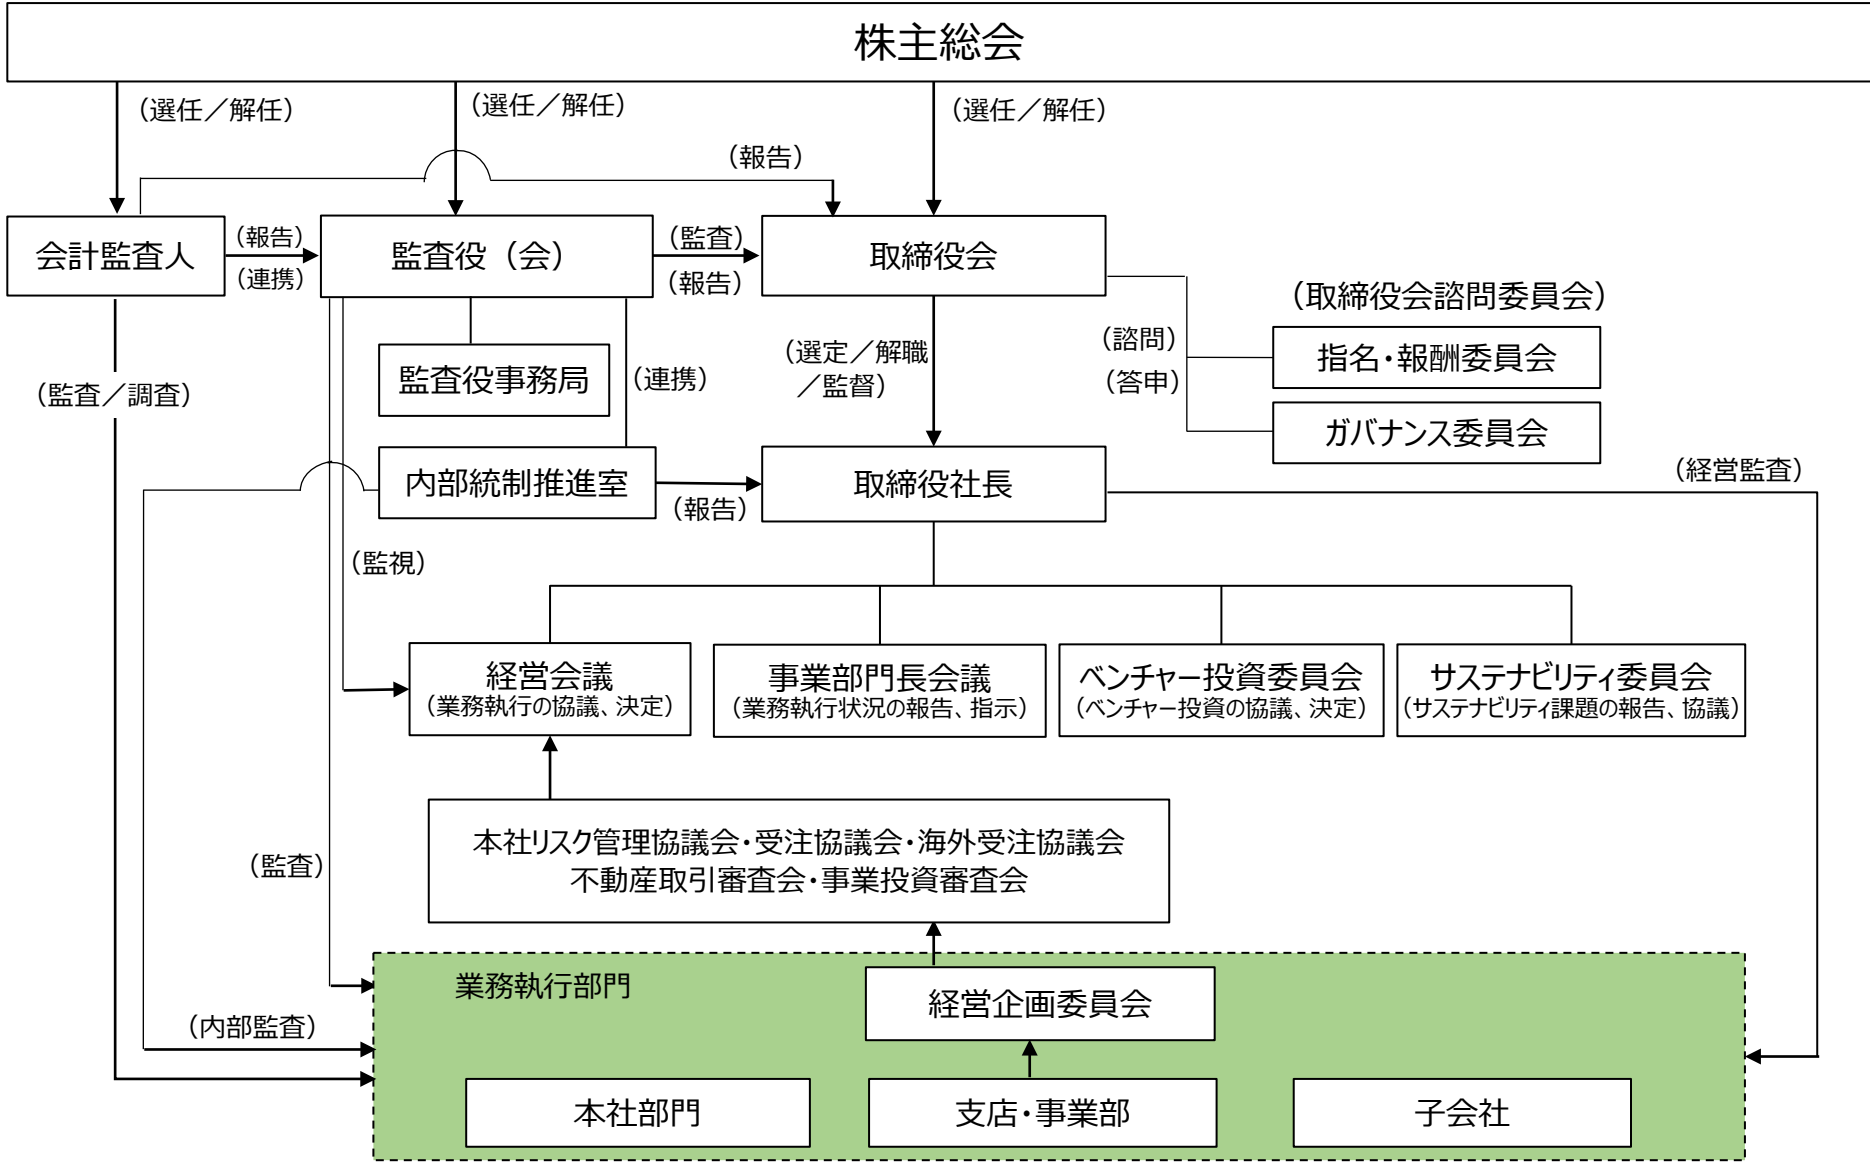 株主総会
（選任／解任）
（選任／解任）
（選任／解任）
（報告）
会計監査人
（報告）
（連携）
監査役（会）
（監査）
（報告）
取締役会
（取締役会諮問委員会）
（諮問）
（答申）
指名・報酬委員会
ガバナンス委員会
（監査／調査）
監査役事務局
（連携）
（選定／解職
／監督）
内部統制推進室
（報告）
取締役社長
（経営監査）
（監視）
経営会議
（業務執行の協議、決定）
事業部門長会議
（業務執行状況の報告、指示）
ベンチャー投資委員会
（ベンチャー投資の協議、決定）
サステナビリティ委員会
（サステナビリティ課題の報告、協議）
本社リスク管理協議会・受注協議会・海外受注協議会
不動産取引審査会・事業投資審査会
（監査）
業務執行部門
経営企画委員会
（内部監査）
本社部門
支店・事業部
子会社